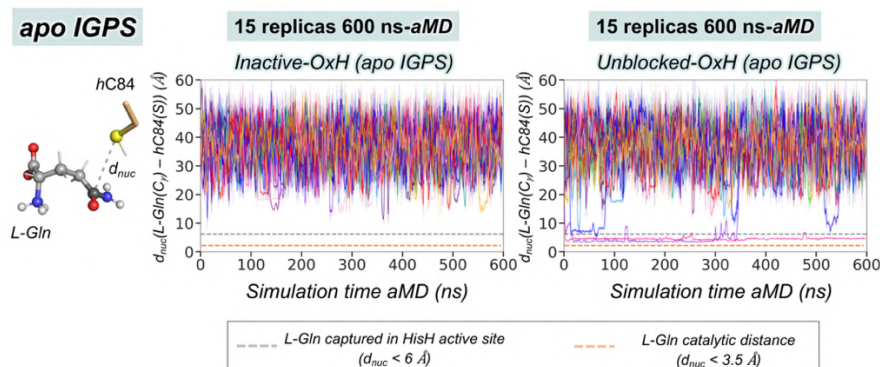 apo IGPS
15 replicas 600 ns-aMD
15 replicas 600 ns-aMD
Inactive-OxH (apo IGPS)
Unblocked-OxH (apo IGPS)
hC84
d_nuc
L-Gln
d_nuc(L-Gln(C_γ) – hC84(S)) (Å)
60
50
40
30
20
10
0
0 100 200 300 400 500 600
Simulation time aMD (ns)
d_nuc(L-Gln(C_γ) – hC84(S)) (Å)
60
50
40
30
20
10
0
0 100 200 300 400 500 600
Simulation time aMD (ns)
L-Gln captured in HisH active site
(d_nuc < 6 Å)
L-Gln catalytic distance
(d_nuc < 3.5 Å)